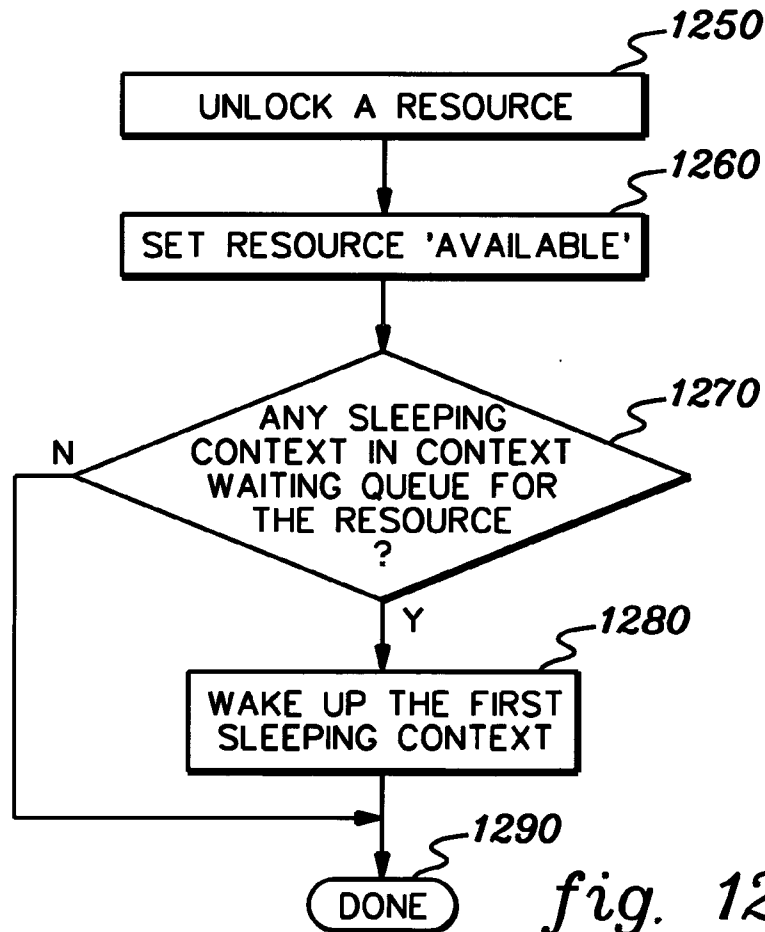 1250
UNLOCK A RESOURCE
1260
SET RESOURCE 'AVAILABLE'
1270
ANY SLEEPING
CONTEXT IN CONTEXT
WAITING QUEUE FOR
THE RESOURCE
?
N
Y
1280
WAKE UP THE FIRST
SLEEPING CONTEXT
1290
DONE
fig. 12